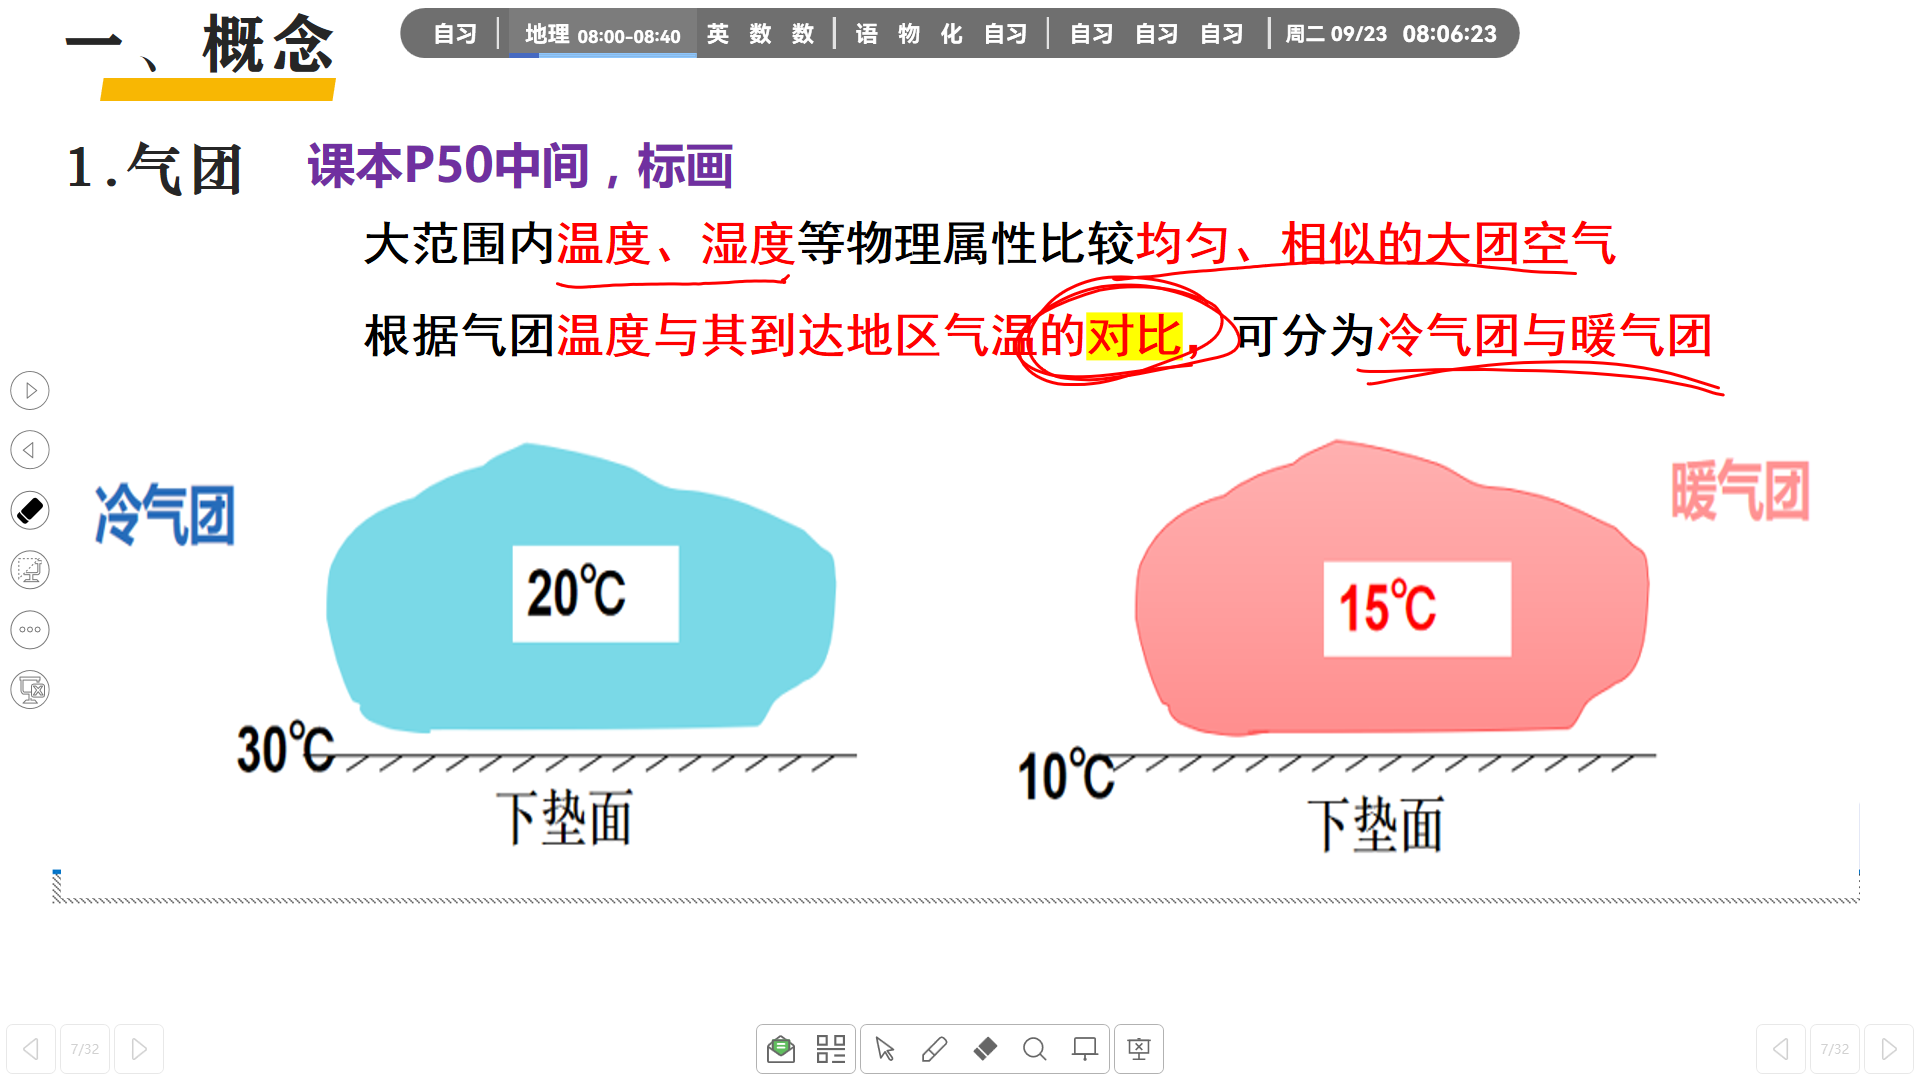 自习 | 地理 08:00-08:40 英 数 数 | 语 物 化 自习 | 自习 自习 自习 | 周二 09/23 08:06:23
一、概念
1.气团 课本P50中间，标画
大范围内温度、湿度等物理属性比较均匀、相似的大团空气
根据气团温度与其到达地区气温的对比，可分为冷气团与暖气团
冷气团
暖气团
20℃
15℃
30℃
10℃
下垫面
下垫面
7/32
7/32